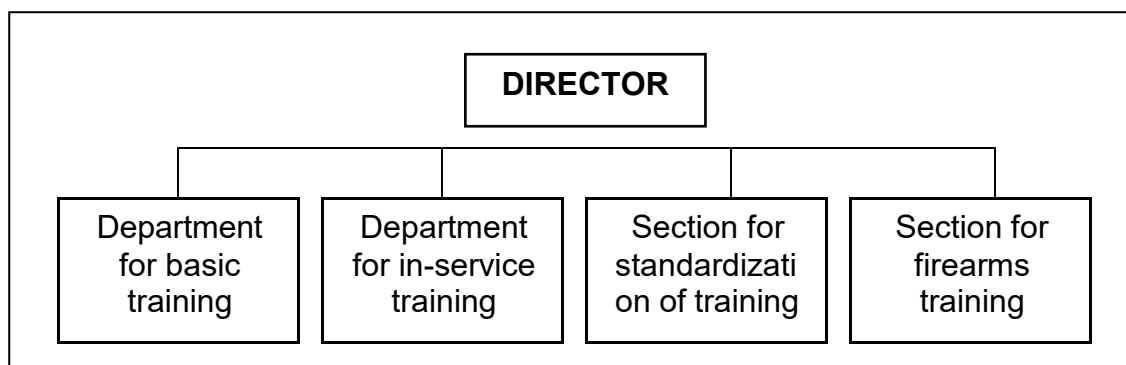 DIRECTOR
Department
for basic
training
Department
for in-service
training
Section for
standardizati
on of training
Section for
firearms
training